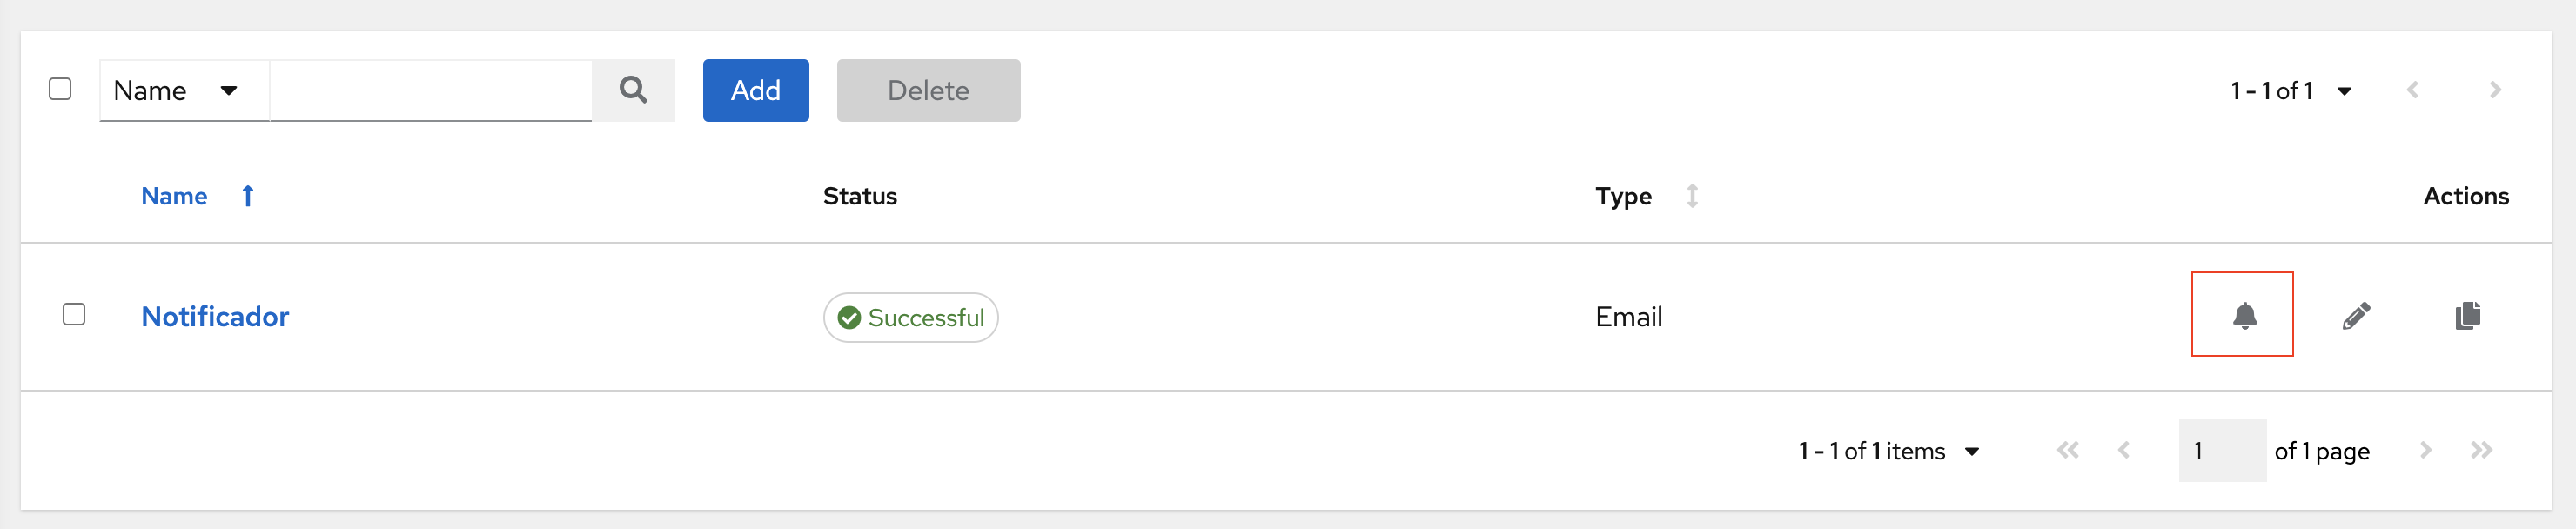 Name Add Delete 1 - 1 of 1
Name Status Type Actions
Notificador Successful Email
1 - 1 of 1 items 1 of 1 page